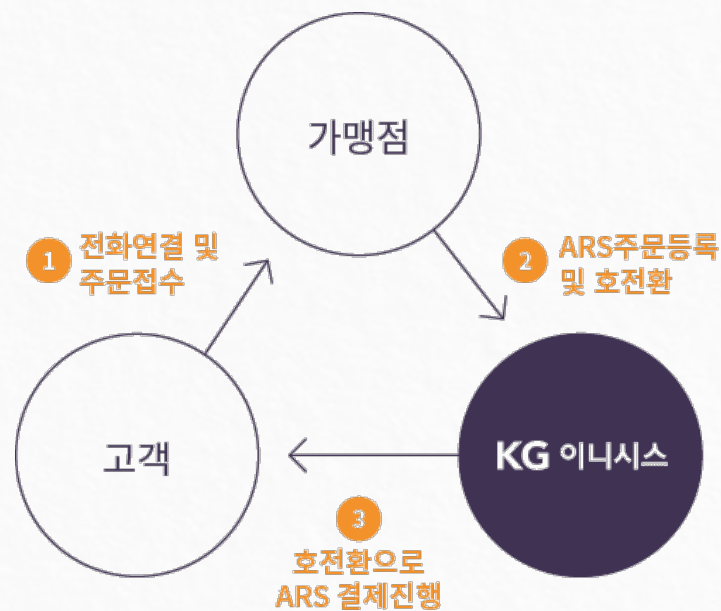 가맹점
1 전화연결 및
주문접수
2 ARS주문등록
및 호전환
고객
KG 이니시스
3
호전환으로
ARS 결제진행